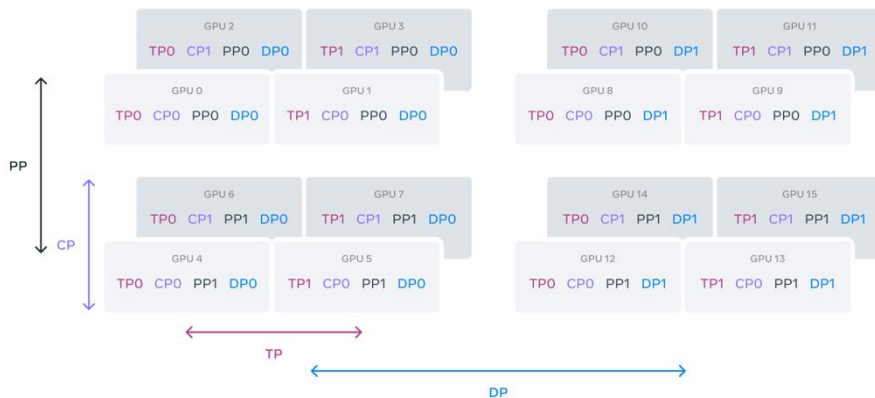 GPU 2 GPU 3 GPU 10 GPU 11
TP0 CP1 PP0 DP0 TP1 CP1 PP0 DP0 TP0 CP1 PP0 DP1 TP1 CP1 PP0 DP1
GPU 0 GPU 1 GPU 8 GPU 9
TP0 CP0 PP0 DP0 TP1 CP0 PP0 DP0 TP0 CP0 PP0 DP1 TP1 CP0 PP0 DP1
PP
GPU 6 GPU 7 GPU 14 GPU 15
TP0 CP1 PP1 DP0 TP1 CP1 PP1 DP0 TP0 CP1 PP1 DP1 TP1 CP1 PP1 DP1
CP
GPU 4 GPU 5 GPU 12 GPU 13
TP0 CP0 PP1 DP0 TP1 CP0 PP1 DP0 TP0 CP0 PP1 DP1 TP1 CP0 PP1 DP1
TP
DP